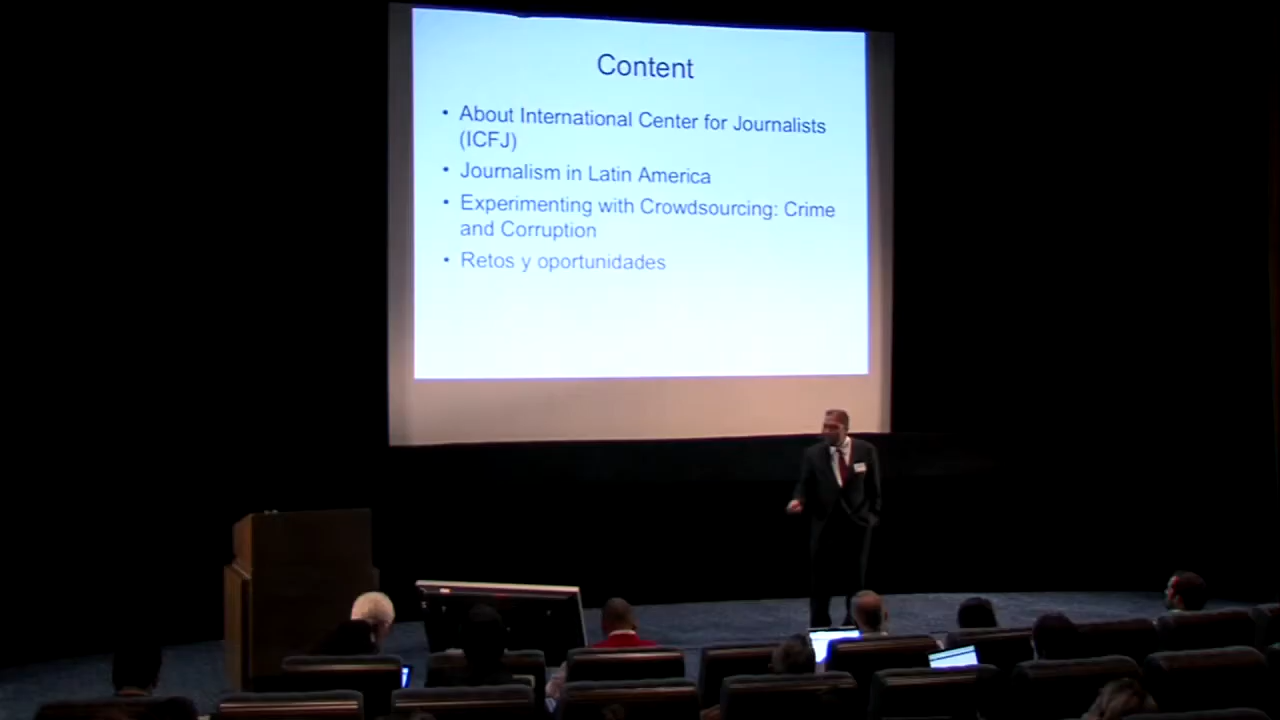 Content
• About International Center for Journalists
(ICFJ)
• Journalism in Latin America
• Experimenting with Crowdsourcing: Crime
and Corruption
• Retos y oportunidades